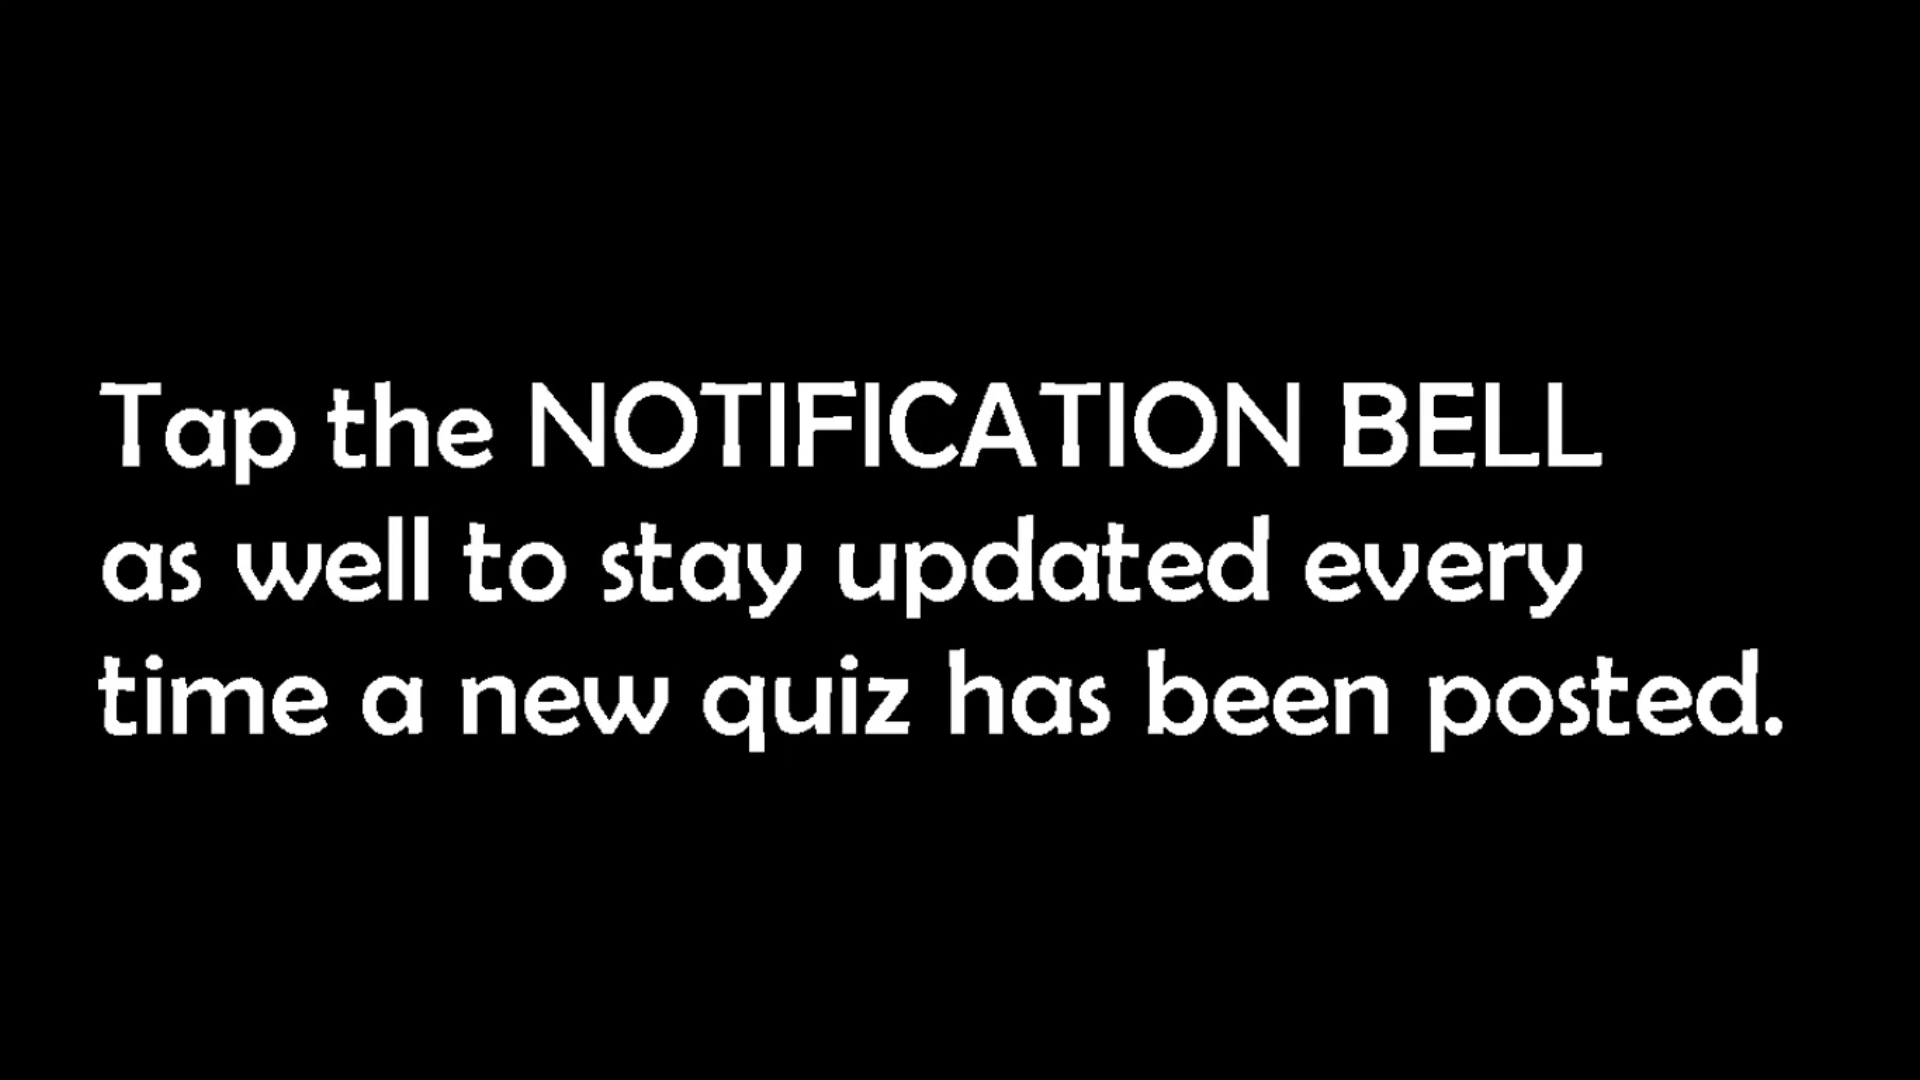 Tap the NOTIFICATION BELL
as well to stay updated every
time a new quiz has been posted.